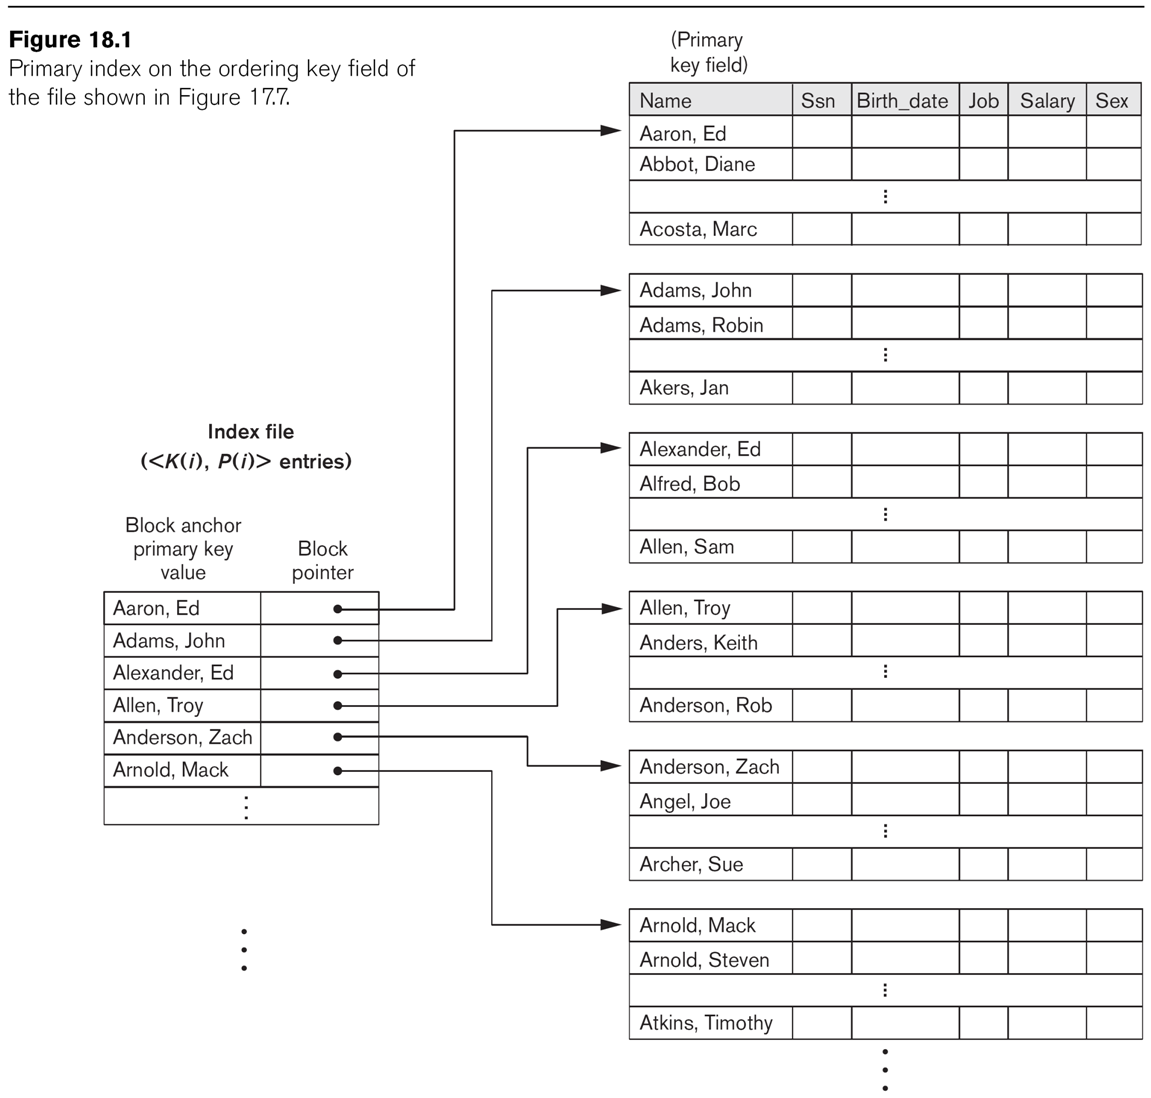 Figure 18.1
Primary index on the ordering key field of
the file shown in Figure 17.7.
(Primary
key field)
Name Ssn Birth_date Job Salary Sex
Aaron, Ed
Abbot, Diane
⋮
Acosta, Marc
Adams, John
Adams, Robin
⋮
Akers, Jan
Alexander, Ed
Alfred, Bob
⋮
Allen, Sam
Allen, Troy
Anders, Keith
⋮
Anderson, Rob
Anderson, Zach
Angel, Joe
⋮
Archer, Sue
Arnold, Mack
Arnold, Steven
⋮
Atkins, Timothy
⋮
Index file
(<K(i), P(i)> entries)
Block anchor
primary key
value
Block
pointer
Aaron, Ed
Adams, John
Alexander, Ed
Allen, Troy
Anderson, Zach
Arnold, Mack
⋮
⋮